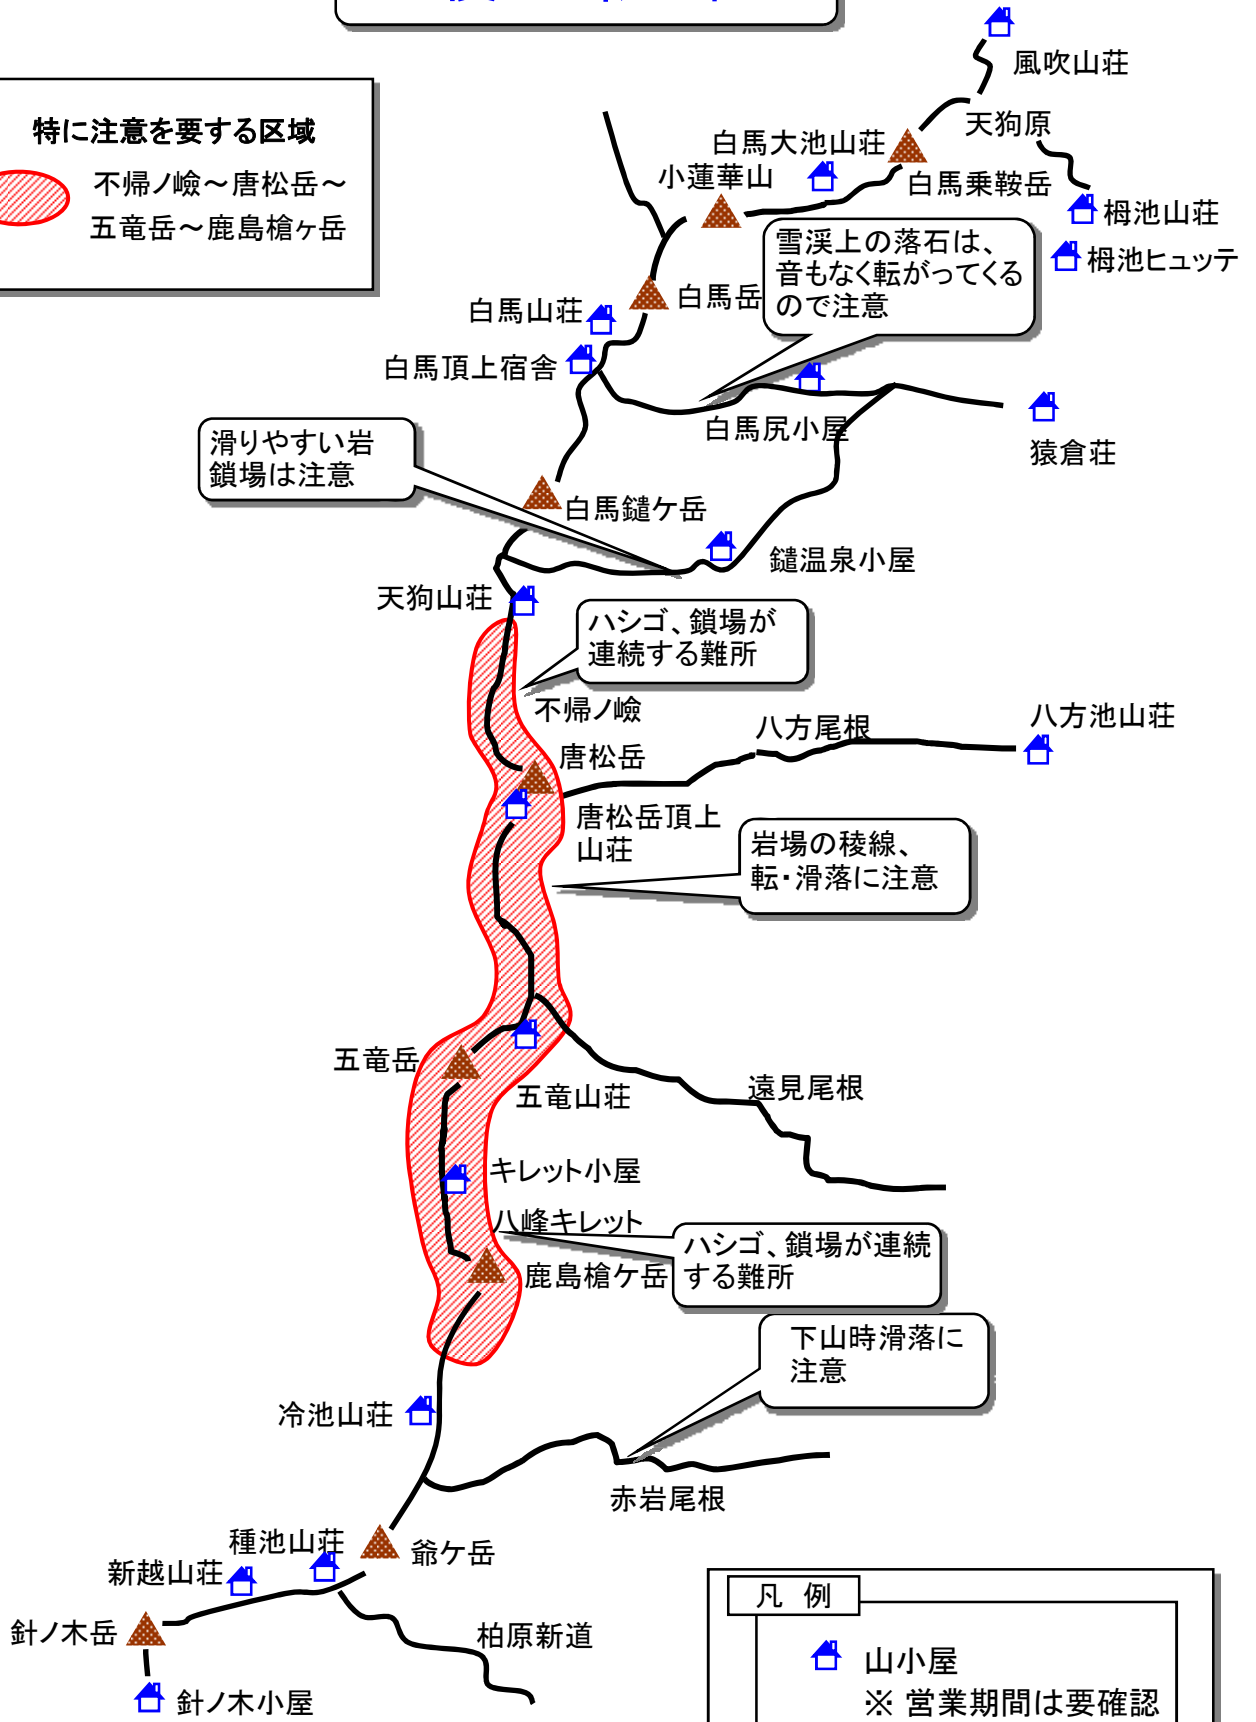 風吹山荘
特に注意を要する区域
天狗原
白馬大池山荘
小蓮華山
不帰ノ嶮～唐松岳～
白馬乗鞍岳
栂池山荘
五竜岳～鹿島槍ヶ岳
雪渓上の落石は、
音もなく転がってくる
ので注意
栂池ヒュッテ
白馬岳
白馬山荘
白馬頂上宿舎
白馬尻小屋
滑りやすい岩
鎖場は注意
猿倉荘
白馬鑓ケ岳
鑓温泉小屋
天狗山荘
ハシゴ、鎖場が
連続する難所
不帰ノ嶮
八方尾根
八方池山荘
唐松岳
唐松岳頂上
山荘
岩場の稜線、
転・滑落に注意
五竜岳
五竜山荘
遠見尾根
キレット小屋
八峰キレット
ハシゴ、鎖場が連続
する難所
鹿島槍ケ岳
下山時滑落に
注意
冷池山荘
赤岩尾根
種池山荘
爺ケ岳
新越山荘
凡 例
針ノ木岳
柏原新道
山小屋
針ノ木小屋
※ 営業期間は要確認